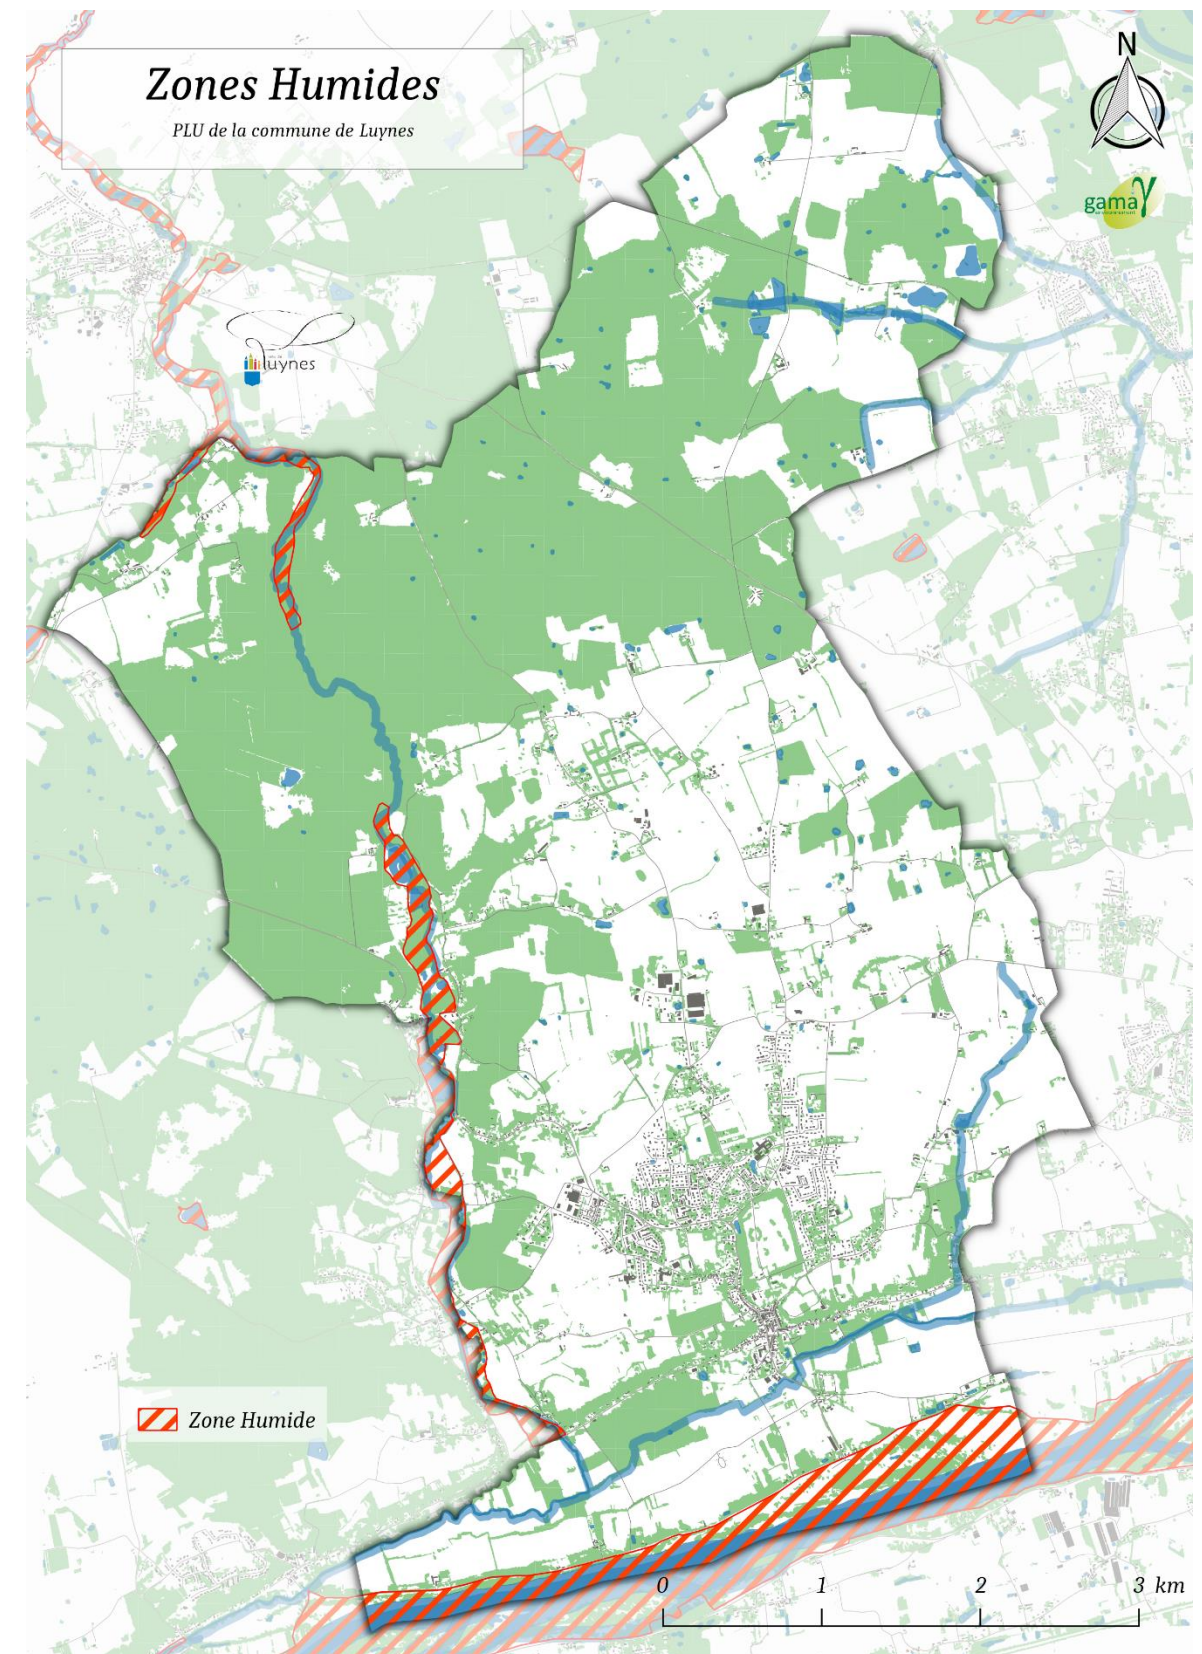 Zones Humides
PLU de la commune de Luynes
N
gama
luynes
Zone Humide
0 1 2 3 km